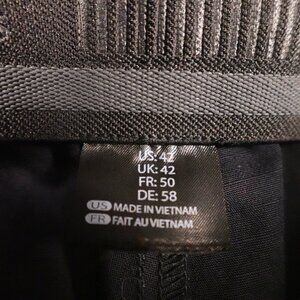 US: 42
UK: 42
FR: 50
DE: 58
US MADE IN VIETNAM
FR FAIT AU VIETNAM